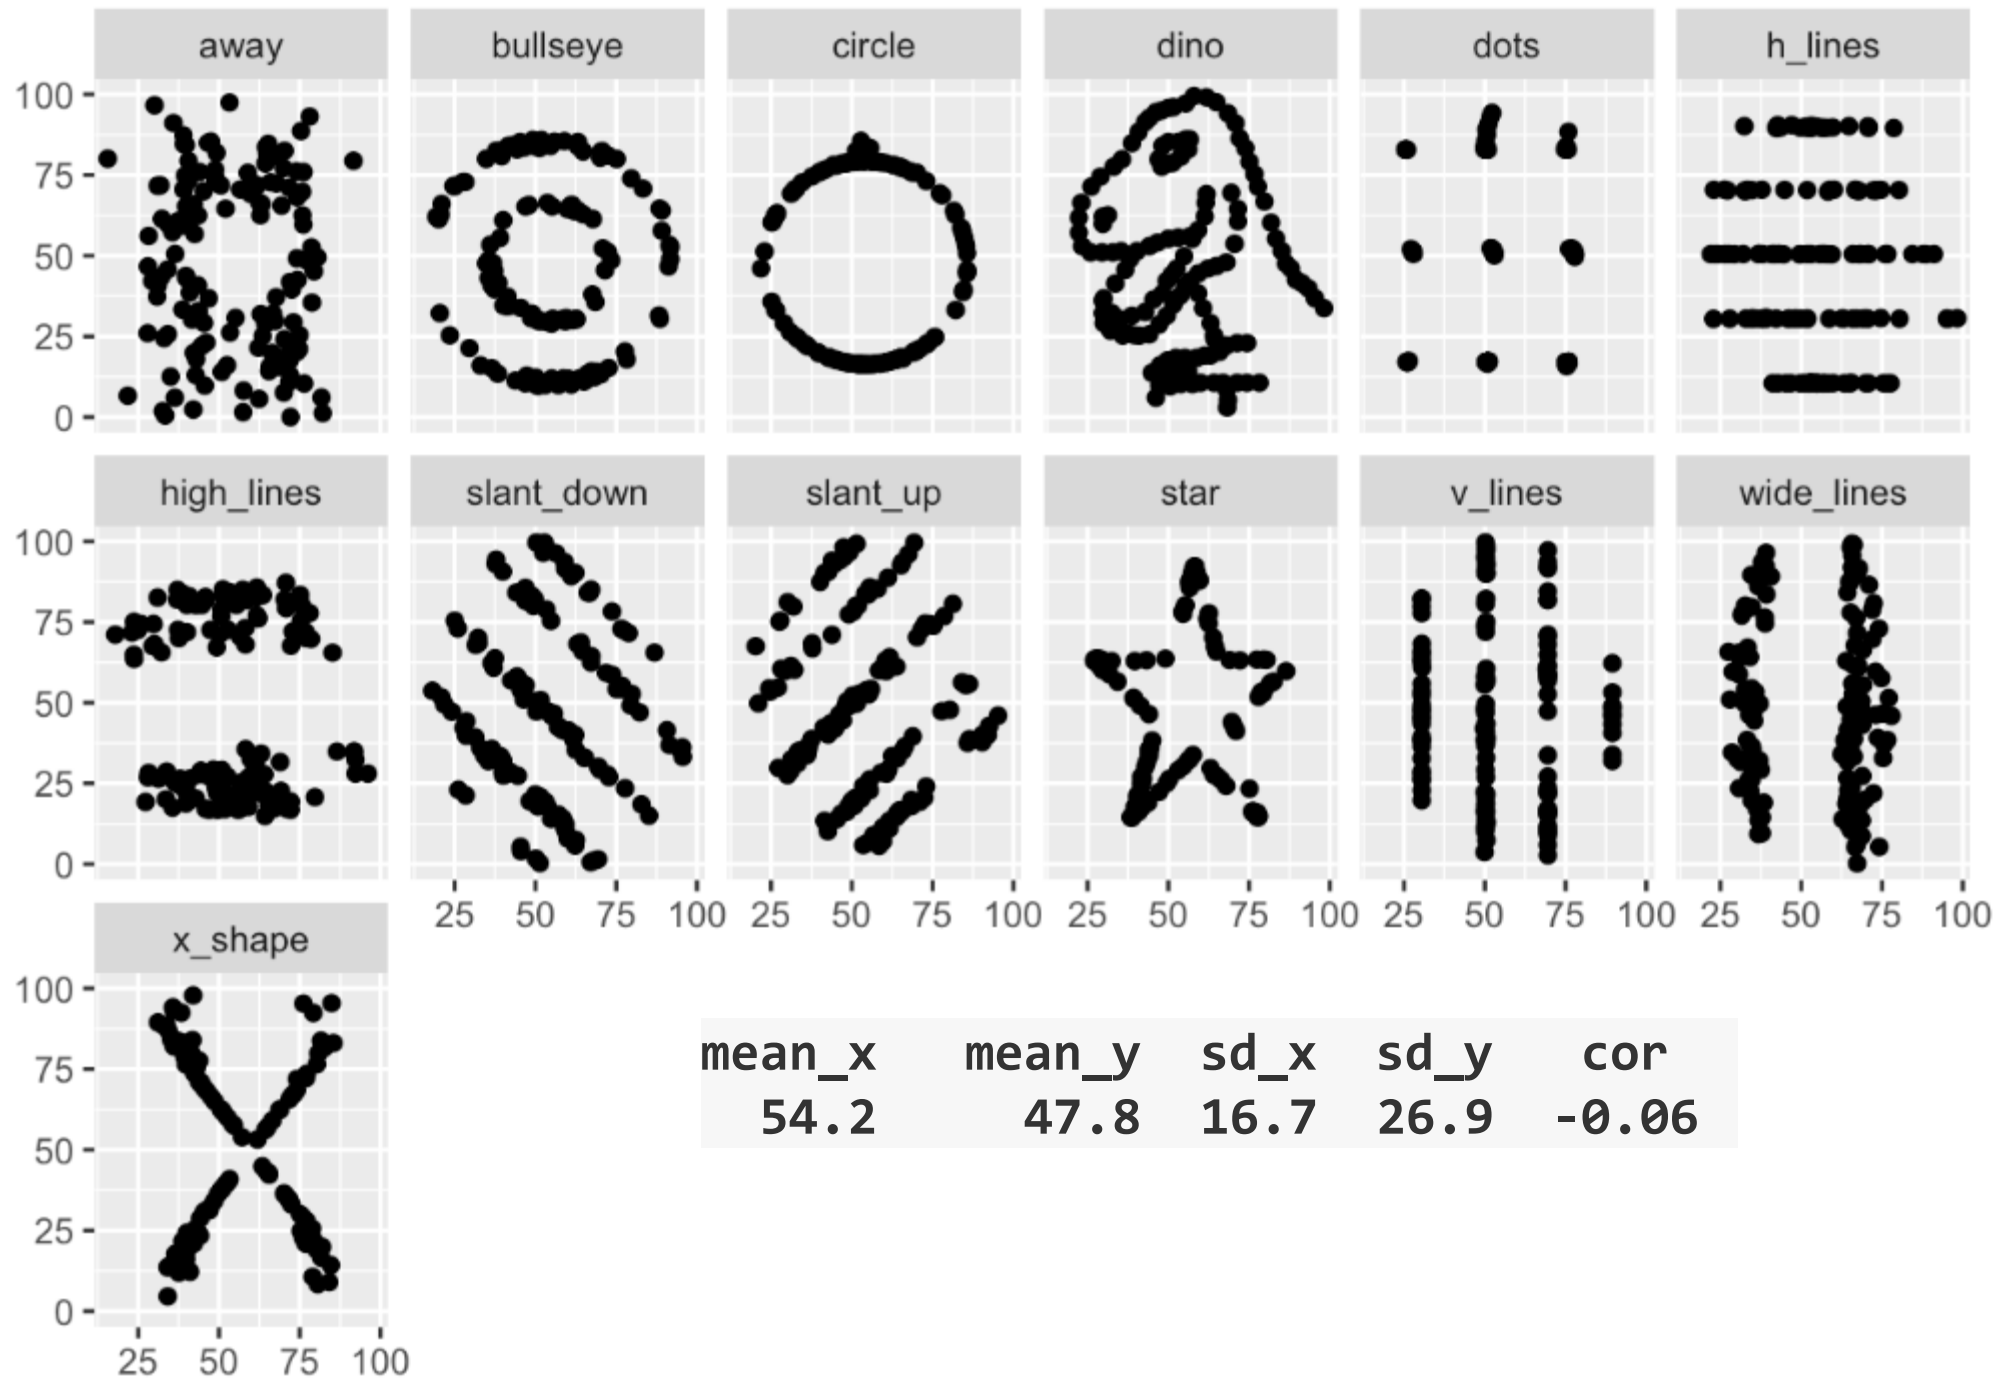 away bullseye circle dino dots h_lines
100
75
50
25
0
high_lines slant_down slant_up star v_lines wide_lines
100
75
50
25
0
25 50 75 100 25 50 75 100 25 50 75 100 25 50 75 100 25 50 75 100
x_shape
100
75
50
25
0
25 50 75 100
mean_x mean_y sd_x sd_y cor
54.2 47.8 16.7 26.9 -0.06